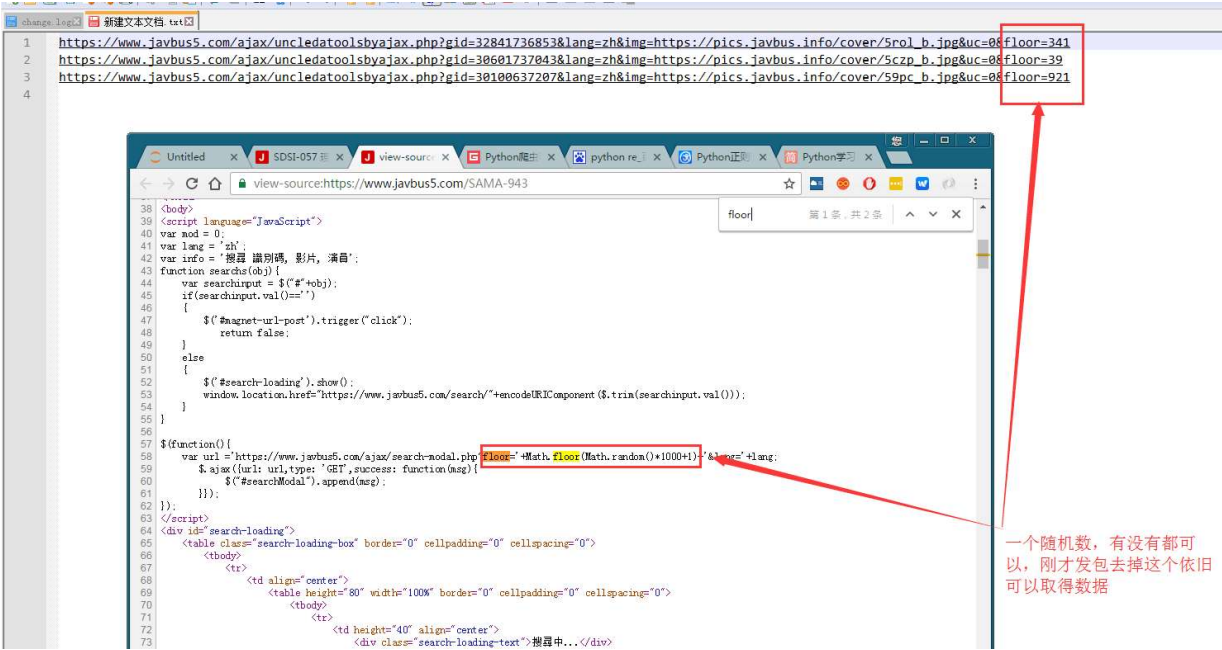 change.log
新建文本文档.txt
1 https://www.javbus5.com/ajax/uncledatoolsbyajax.php?gid=32841736853&lang=zh&img=https://pics.javbus.info/cover/5rol_b.jpg&uc=0&floor=341
2 https://www.javbus5.com/ajax/uncledatoolsbyajax.php?gid=30601737043&lang=zh&img=https://pics.javbus.info/cover/5czp_b.jpg&uc=0&floor=39
3 https://www.javbus5.com/ajax/uncledatoolsbyajax.php?gid=30100637207&lang=zh&img=https://pics.javbus.info/cover/59pc_b.jpg&uc=0&floor=921
4
您
Untitled
SDSI-057
view-source
Python爬虫
python re_
Python正则
Python学习
view-source:https://www.javbus5.com/SAMA-943
floor
第1条,共2条
38 <body>
39 <script language="JavaScript">
40 var mod = 0;
41 var lang = 'zh';
42 var info = '搜尋 識別碼, 影片, 演員';
43 function searchs(obj){
44 var searchinput = $("#"+obj);
45 if(searchinput.val()=='')
46 {
47 $('#magnet-url-post').trigger("click");
48 return false;
49 }
50 else
51 {
52 $('#search-loading').show();
53 window.location.href="https://www.javbus5.com/search/"+encodeURIComponent($.trim(searchinput.val()));
54 }
55 }
56
57 $(function(){
58 var url ='https://www.javbus5.com/ajax/search-modal.php?floor='+Math.floor(Math.random()*1000+1)+'&lang='+lang;
59 $.ajax({url: url,type: 'GET',success: function(msg){
60 $("#searchModal").append(msg);
61 }});
62 });
63 </script>
64 <div id="search-loading">
65 <table class="search-loading-box" border="0" cellpadding="0" cellspacing="0">
66 <tbody>
67 <tr>
68 <td align="center">
69 <table height="80" width="100%" border="0" cellpadding="0" cellspacing="0">
70 <tbody>
71 <tr>
72 <td height="40" align="center">
73 <div class="search-loading-text">搜尋中...</div>
一个随机数，有没有都可
以，刚才发包去掉这个依旧
可以取得数据